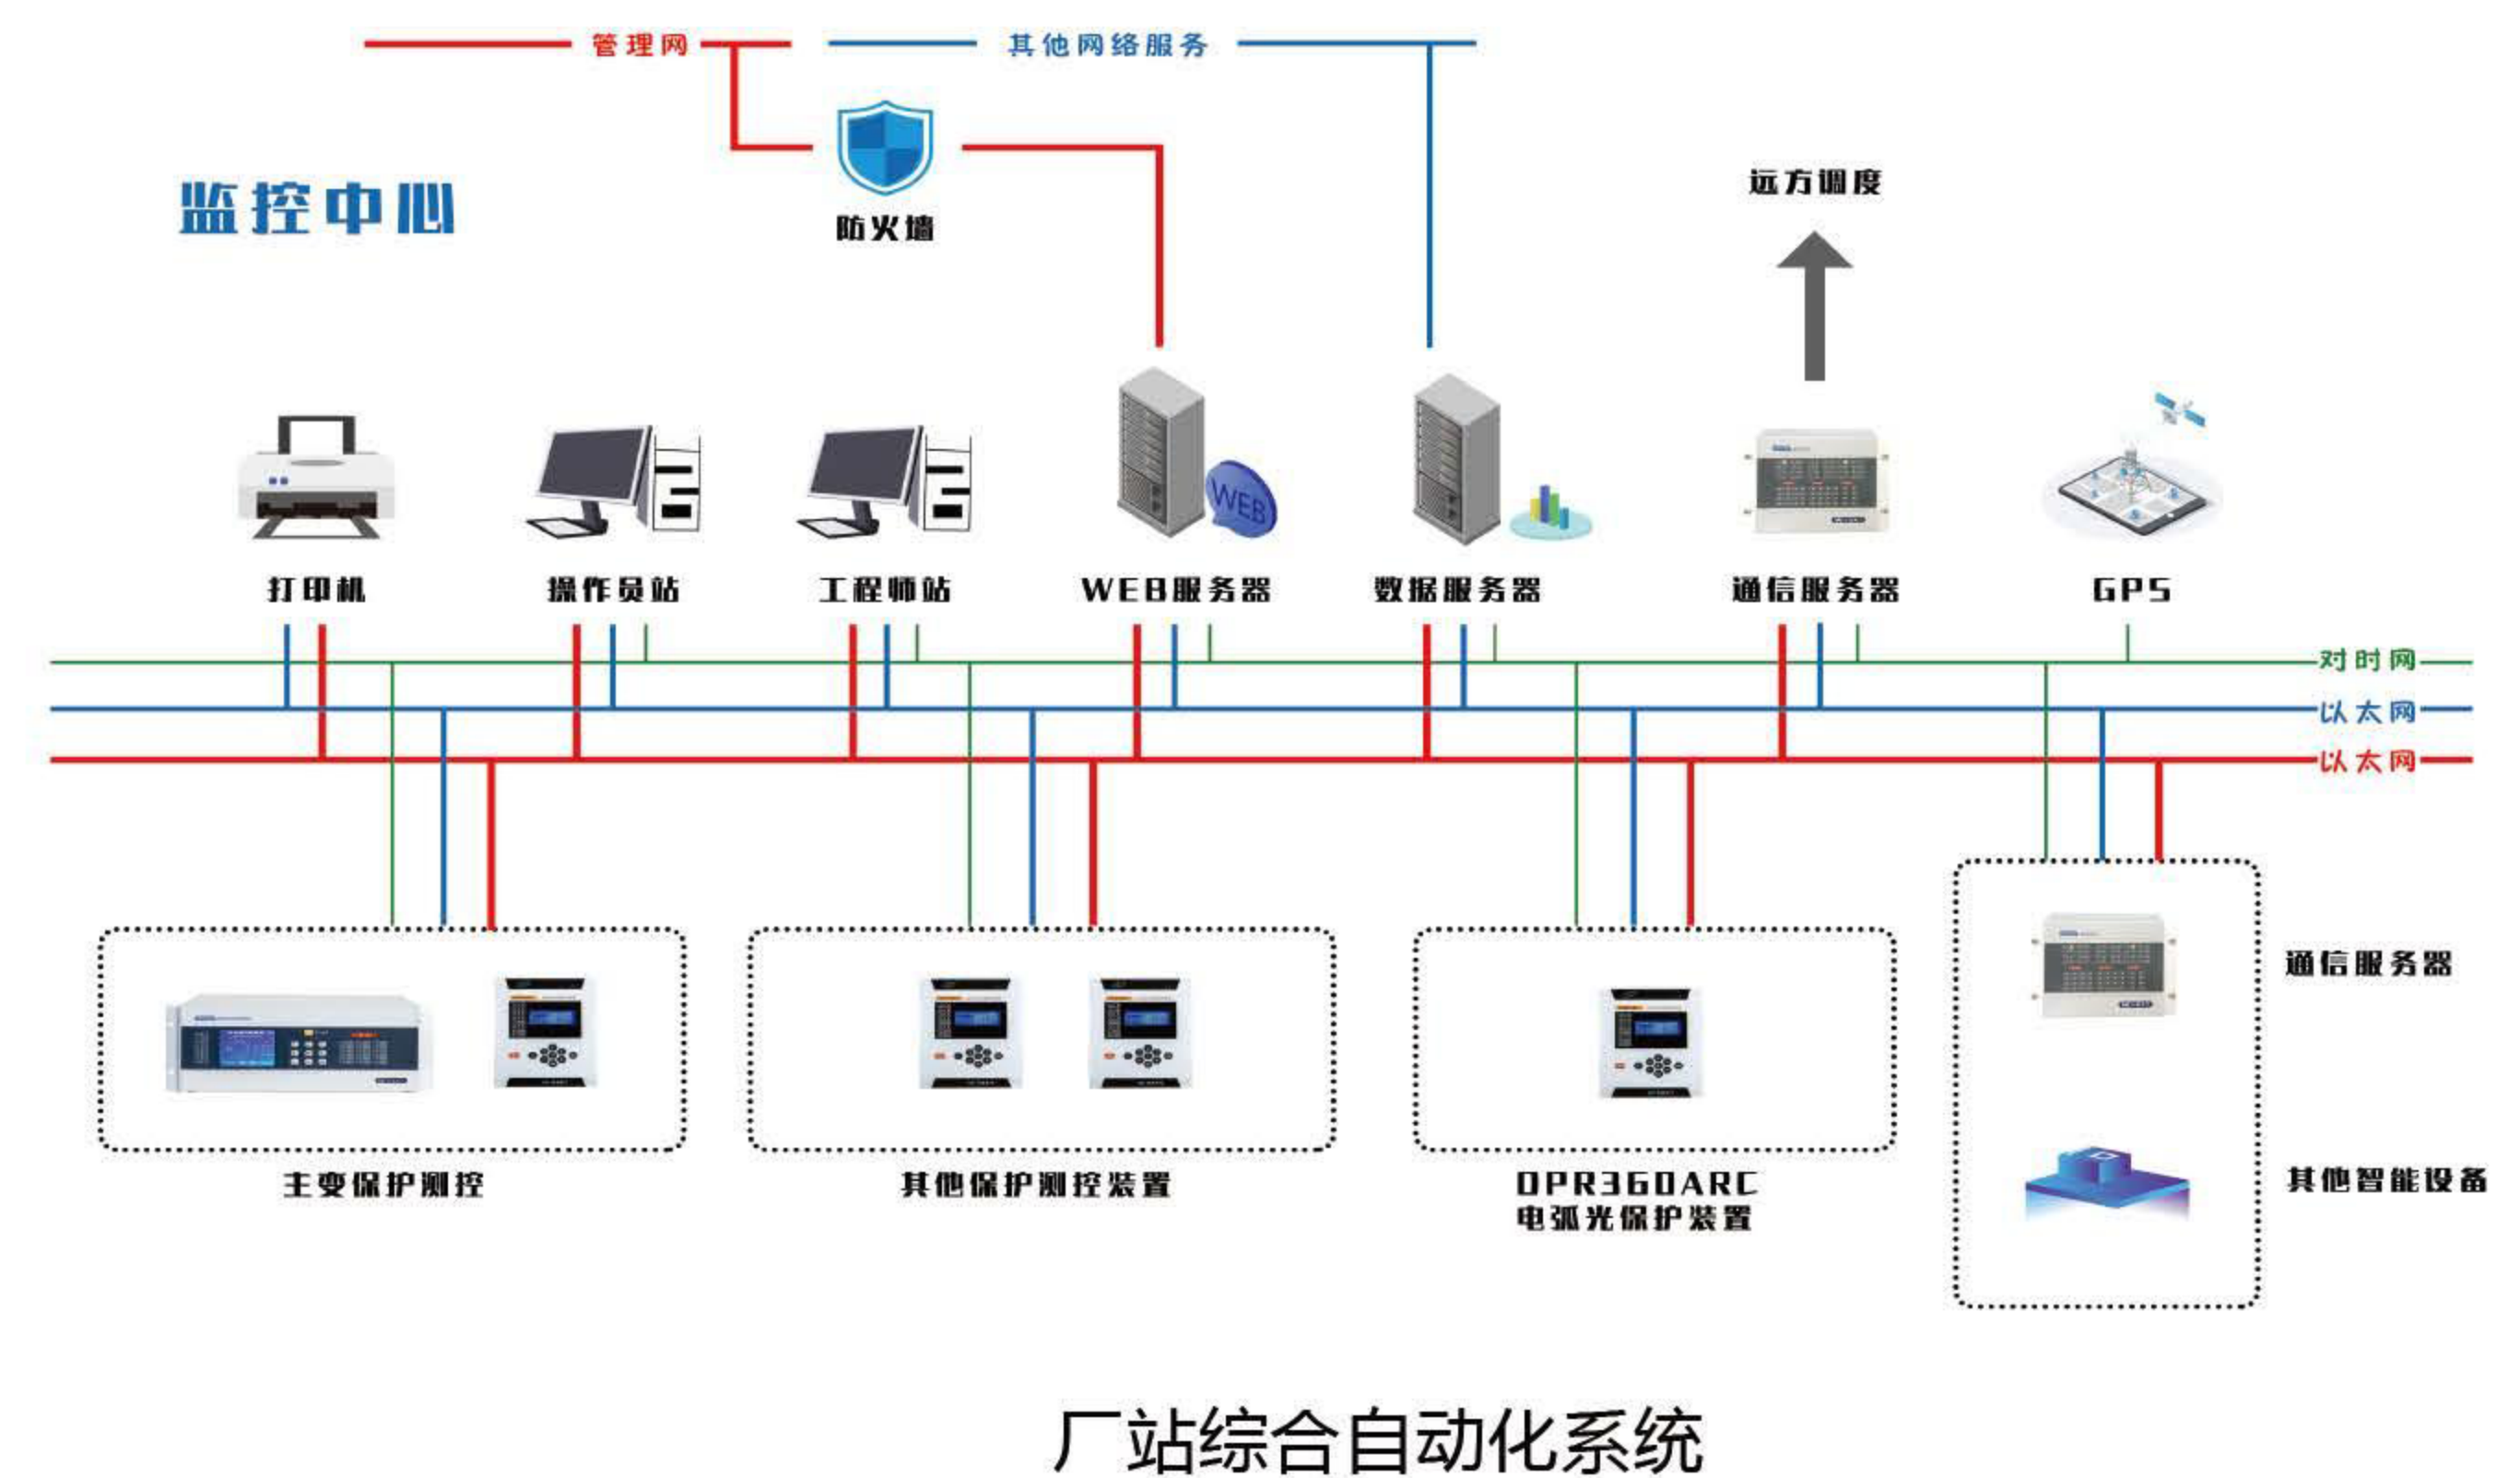 管理网
其他网络服务
监控中心
防火墙
远方调度
WEB
打印机
操作员站
工程师站
WEB服务器
数据服务器
通信服务器
GPS
对时网
以太网
以太网
通信服务器
其他智能设备
主变保护测控
其他保护测控装置
OPR360ARC
电弧光保护装置
厂站综合自动化系统